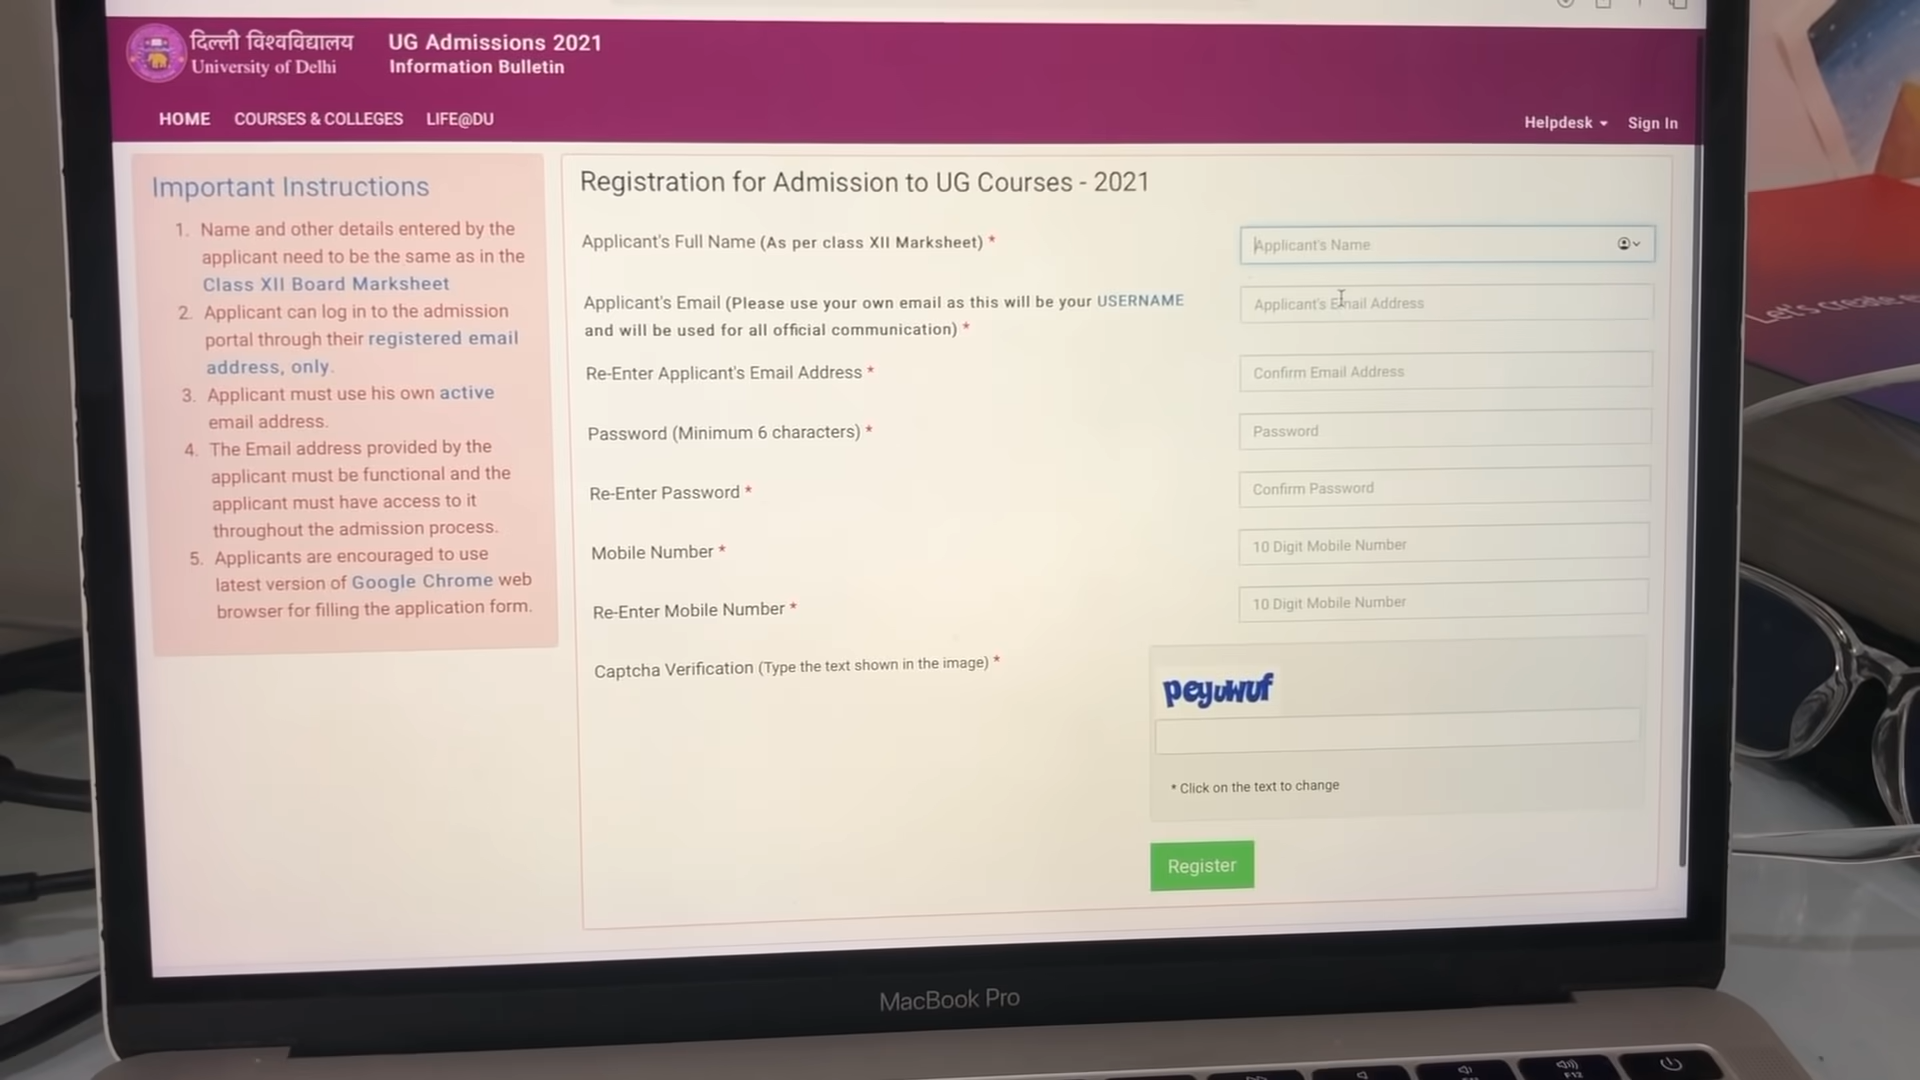 दिल्ली विश्वविद्यालय
University of Delhi
UG Admissions 2021
Information Bulletin
HOME COURSES & COLLEGES LIFE@DU
Helpdesk Sign In
Important Instructions
1. Name and other details entered by the
applicant need to be the same as in the
Class XII Board Marksheet
2. Applicant can log in to the admission
portal through their registered email
address, only.
3. Applicant must use his own active
email address.
4. The Email address provided by the
applicant must be functional and the
applicant must have access to it
throughout the admission process.
5. Applicants are encouraged to use
latest version of Google Chrome web
browser for filling the application form.
Registration for Admission to UG Courses - 2021
Applicant's Full Name (As per class XII Marksheet) *
Applicant's Name
Applicant's Email (Please use your own email as this will be your USERNAME
and will be used for all official communication) *
Applicant's Email Address
Re-Enter Applicant's Email Address *
Confirm Email Address
Password (Minimum 6 characters) *
Password
Re-Enter Password *
Confirm Password
Mobile Number *
10 Digit Mobile Number
Re-Enter Mobile Number *
10 Digit Mobile Number
Captcha Verification (Type the text shown in the image) *
peyuwuf
* Click on the text to change
Register
MacBook Pro
Let's create
F12